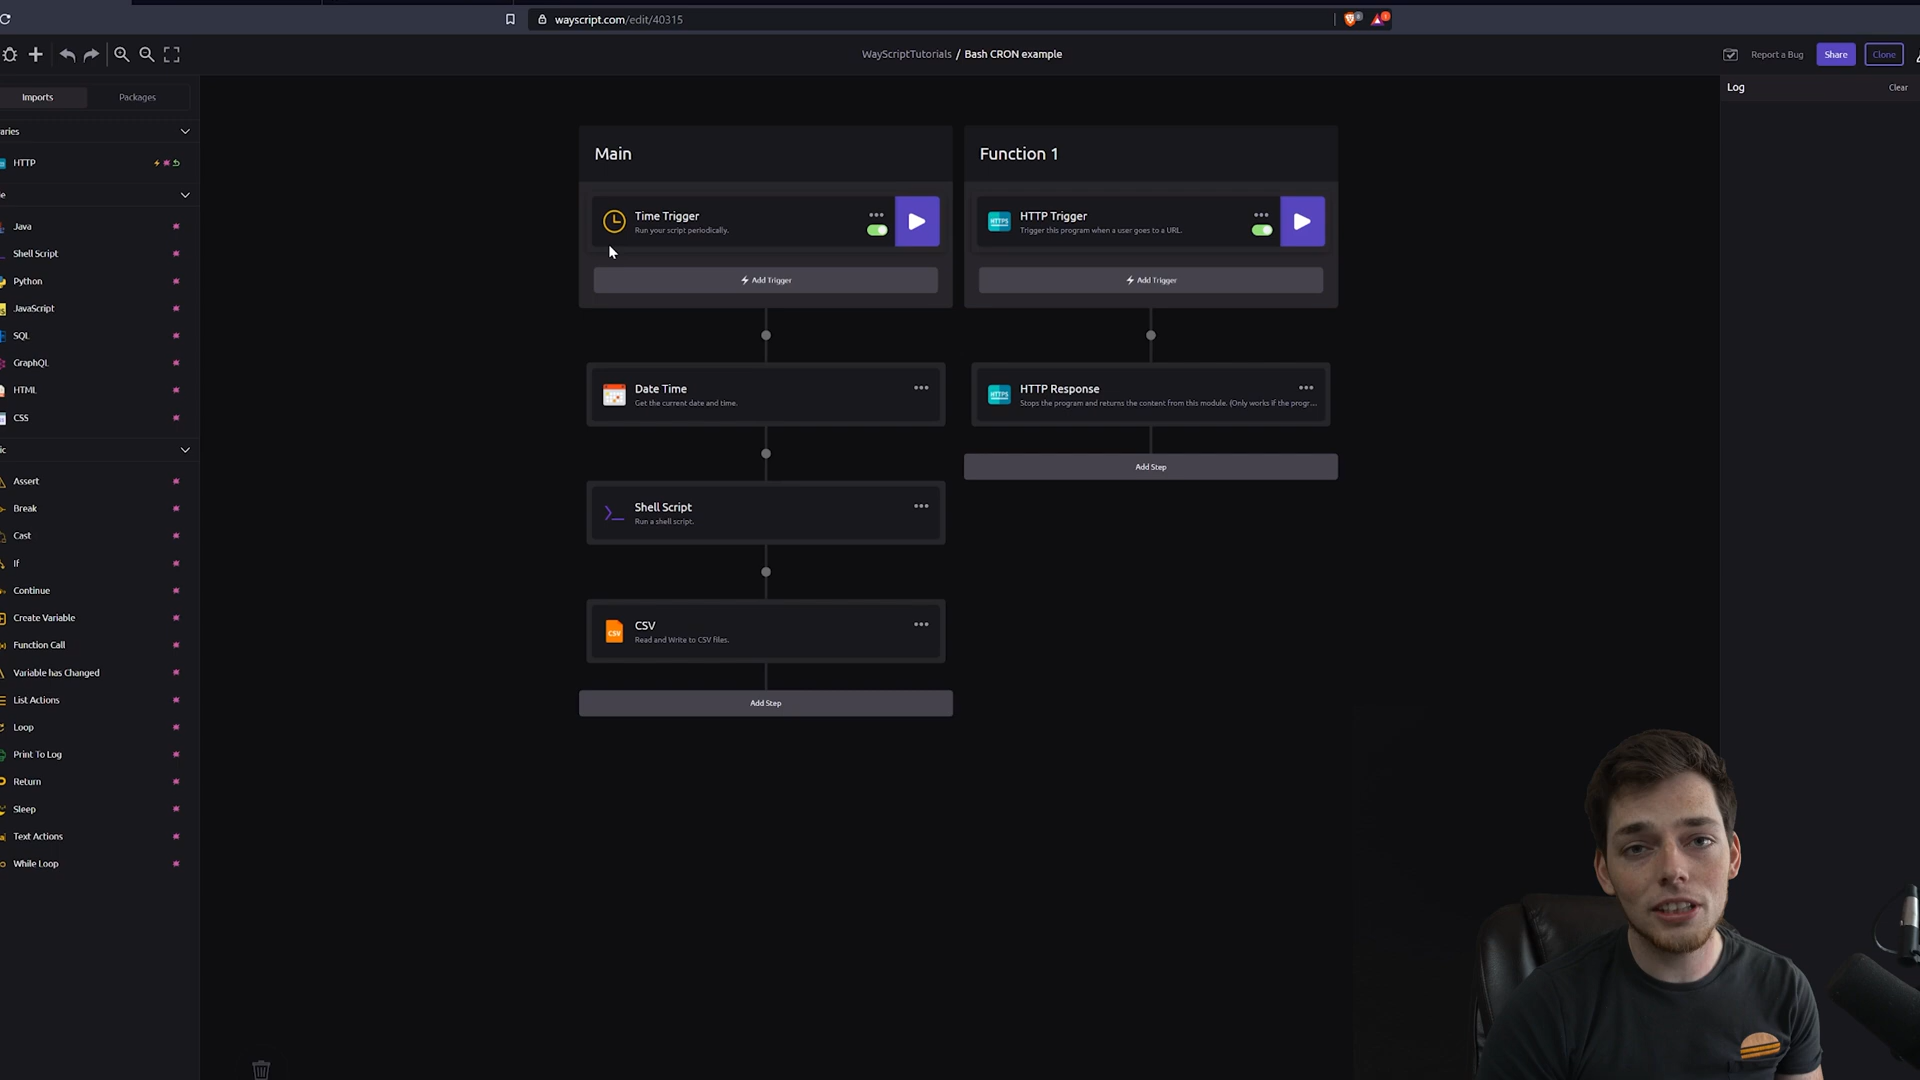 wayscript.com/edit/40315
WayScriptTutorials / Bash CRON example
Report a Bug
Share
Clone
Imports
Packages
Log
Clear
aries
HTTP
Java
Shell Script
Python
JavaScript
SQL
GraphQL
HTML
CSS
ic
Assert
Break
Cast
If
Continue
Create Variable
Function Call
Variable has Changed
List Actions
Loop
Print To Log
Return
Sleep
Text Actions
While Loop
Main
Time Trigger
Run your script periodically.
Add Trigger
Date Time
Get the current date and time.
Shell Script
Run a shell script.
CSV
CSV
Read and Write to CSV files.
Add Step
Function 1
HTTPS
HTTP Trigger
Trigger this program when a user goes to a URL.
Add Trigger
HTTPS
HTTP Response
Stops the program and returns the content from this module. (Only works if the progr...
Add Step